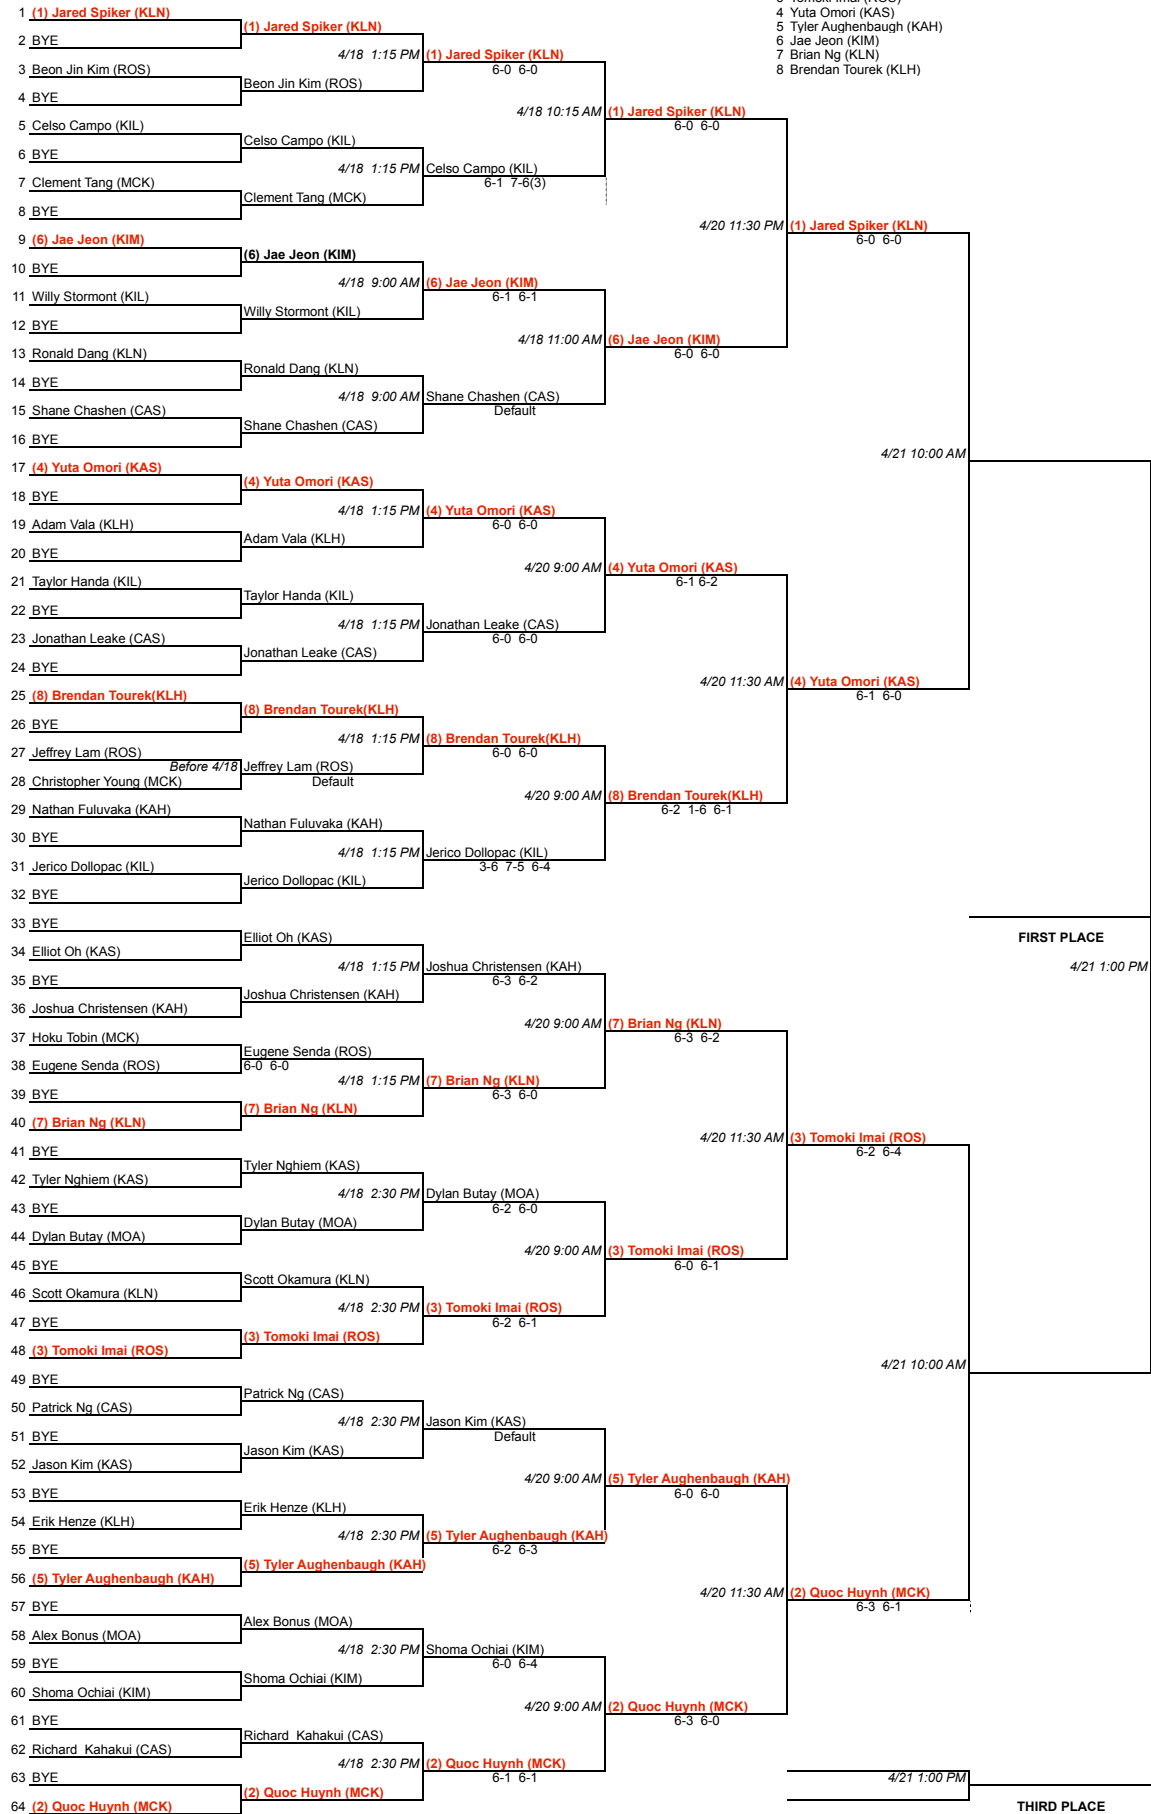 3 Tomoki Imai (ROS)
4 Yuta Omori (KAS)
5 Tyler Aughenbaugh (KAH)
6 Jae Jeon (KIM)
7 Brian Ng (KLN)
8 Brendan Tourek (KLH)
1 (1) Jared Spiker (KLN)
2 BYE
3 Beon Jin Kim (ROS)
4 BYE
5 Celso Campo (KIL)
6 BYE
7 Clement Tang (MCK)
8 BYE
9 (6) Jae Jeon (KIM)
10 BYE
11 Willy Stormont (KIL)
12 BYE
13 Ronald Dang (KLN)
14 BYE
15 Shane Chashen (CAS)
16 BYE
17 (4) Yuta Omori (KAS)
18 BYE
19 Adam Vala (KLH)
20 BYE
21 Taylor Handa (KIL)
22 BYE
23 Jonathan Leake (CAS)
24 BYE
25 (8) Brendan Tourek(KLH)
26 BYE
27 Jeffrey Lam (ROS)
28 Christopher Young (MCK)
29 Nathan Fuluvaka (KAH)
30 BYE
31 Jerico Dollopac (KIL)
32 BYE
33 BYE
34 Elliot Oh (KAS)
35 BYE
36 Joshua Christensen (KAH)
37 Hoku Tobin (MCK)
38 Eugene Senda (ROS)
39 BYE
40 (7) Brian Ng (KLN)
41 BYE
42 Tyler Nghiem (KAS)
43 BYE
44 Dylan Butay (MOA)
45 BYE
46 Scott Okamura (KLN)
47 BYE
48 (3) Tomoki Imai (ROS)
49 BYE
50 Patrick Ng (CAS)
51 BYE
52 Jason Kim (KAS)
53 BYE
54 Erik Henze (KLH)
55 BYE
56 (5) Tyler Aughenbaugh (KAH)
57 BYE
58 Alex Bonus (MOA)
59 BYE
60 Shoma Ochiai (KIM)
61 BYE
62 Richard  Kahakui (CAS)
63 BYE
64 (2) Quoc Huynh (MCK)
(1) Jared Spiker (KLN)
Beon Jin Kim (ROS)
Celso Campo (KIL)
Clement Tang (MCK)
(6) Jae Jeon (KIM)
Willy Stormont (KIL)
Ronald Dang (KLN)
Shane Chashen (CAS)
(4) Yuta Omori (KAS)
Adam Vala (KLH)
Taylor Handa (KIL)
Jonathan Leake (CAS)
(8) Brendan Tourek(KLH)
Before 4/18 Jeffrey Lam (ROS)
Default
Nathan Fuluvaka (KAH)
Jerico Dollopac (KIL)
Elliot Oh (KAS)
Joshua Christensen (KAH)
Eugene Senda (ROS)
6-0  6-0
(7) Brian Ng (KLN)
Tyler Nghiem (KAS)
Dylan Butay (MOA)
Scott Okamura (KLN)
(3) Tomoki Imai (ROS)
Patrick Ng (CAS)
Jason Kim (KAS)
Erik Henze (KLH)
(5) Tyler Aughenbaugh (KAH)
Alex Bonus (MOA)
Shoma Ochiai (KIM)
Richard  Kahakui (CAS)
(2) Quoc Huynh (MCK)
4/18  1:15 PM (1) Jared Spiker (KLN)
6-0  6-0
4/18  1:15 PM Celso Campo (KIL)
6-1  7-6(3)
4/18  9:00 AM (6) Jae Jeon (KIM)
6-1  6-1
4/18  9:00 AM Shane Chashen (CAS)
Default
4/18  1:15 PM (4) Yuta Omori (KAS)
6-0  6-0
4/18  1:15 PM Jonathan Leake (CAS)
6-0  6-0
4/18  1:15 PM (8) Brendan Tourek(KLH)
6-0  6-0
4/18  1:15 PM Jerico Dollopac (KIL)
3-6  7-5  6-4
4/18  1:15 PM Joshua Christensen (KAH)
6-3  6-2
4/18  1:15 PM (7) Brian Ng (KLN)
6-3  6-0
4/18  2:30 PM Dylan Butay (MOA)
6-2  6-0
4/18  2:30 PM (3) Tomoki Imai (ROS)
6-2  6-1
4/18  2:30 PM Jason Kim (KAS)
Default
4/18  2:30 PM (5) Tyler Aughenbaugh (KAH)
6-2  6-3
4/18  2:30 PM Shoma Ochiai (KIM)
6-0  6-4
4/18  2:30 PM (2) Quoc Huynh (MCK)
6-1  6-1
4/18 10:15 AM (1) Jared Spiker (KLN)
6-0  6-0
4/18 11:00 AM (6) Jae Jeon (KIM)
6-0  6-0
4/20 9:00 AM (4) Yuta Omori (KAS)
6-1 6-2
4/20 9:00 AM (8) Brendan Tourek(KLH)
6-2  1-6  6-1
4/20 9:00 AM (7) Brian Ng (KLN)
6-3  6-2
4/20 9:00 AM (3) Tomoki Imai (ROS)
6-0  6-1
4/20 9:00 AM (5) Tyler Aughenbaugh (KAH)
6-0  6-0
4/20 9:00 AM (2) Quoc Huynh (MCK)
6-3  6-0
4/20 11:30 PM (1) Jared Spiker (KLN)
6-0  6-0
4/20 11:30 AM (4) Yuta Omori (KAS)
6-1  6-0
4/20 11:30 AM (3) Tomoki Imai (ROS)
6-2  6-4
4/20 11:30 AM (2) Quoc Huynh (MCK)
6-3  6-1
4/21 10:00 AM
4/21 10:00 AM
FIRST PLACE
4/21 1:00 PM
4/21 1:00 PM
THIRD PLACE